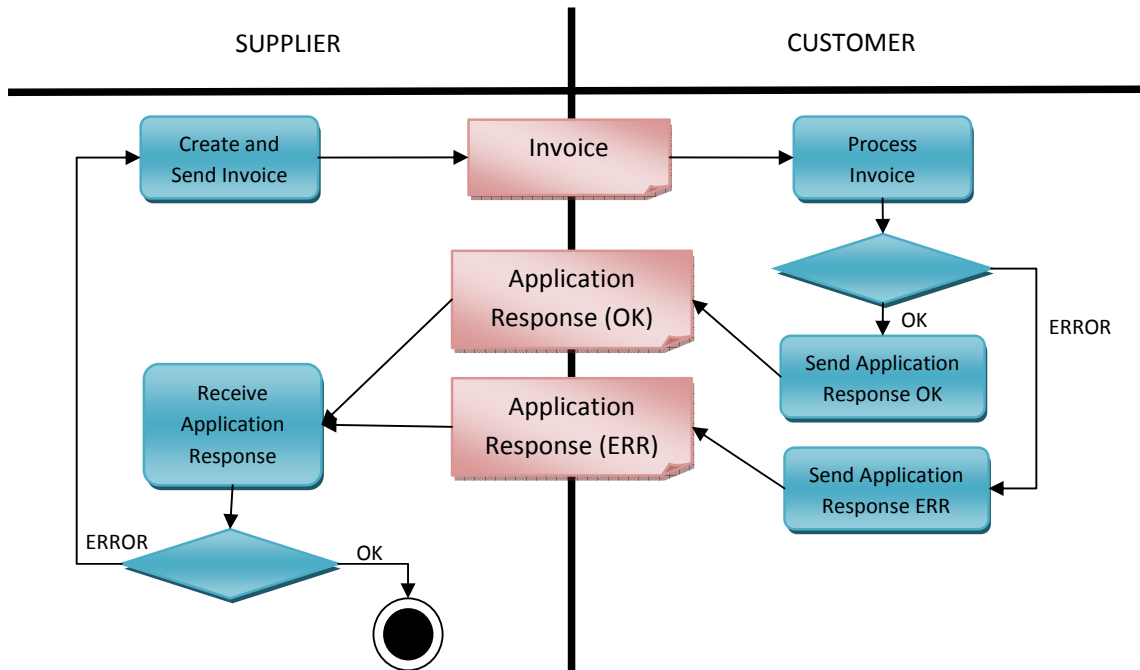 SUPPLIER
CUSTOMER
Create and
Send Invoice
Invoice
Process
Invoice
Application
Response (OK)
OK
ERROR
Send Application
Response OK
Receive
Application
Response
Application
Response (ERR)
Send Application
Response ERR
ERROR
OK